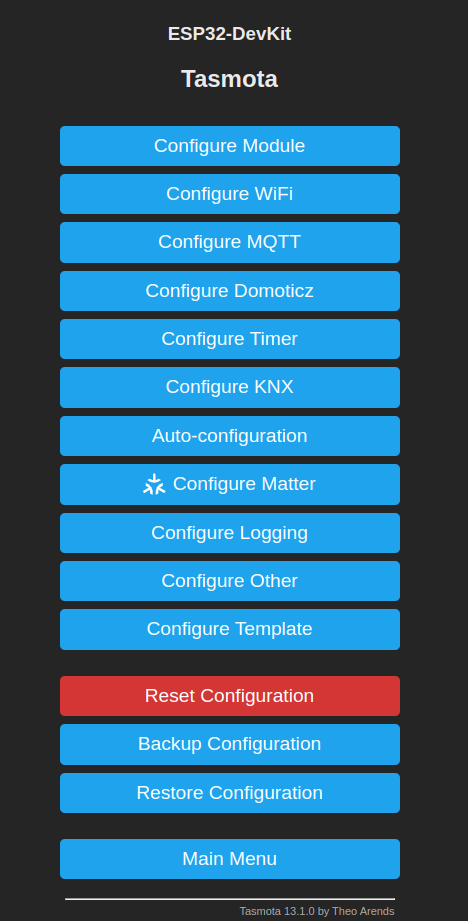 ESP32-DevKit
Tasmota
Configure Module
Configure WiFi
Configure MQTT
Configure Domoticz
Configure Timer
Configure KNX
Auto-configuration
Configure Matter
Configure Logging
Configure Other
Configure Template
Reset Configuration
Backup Configuration
Restore Configuration
Main Menu
Tasmota 13.1.0 by Theo Arends